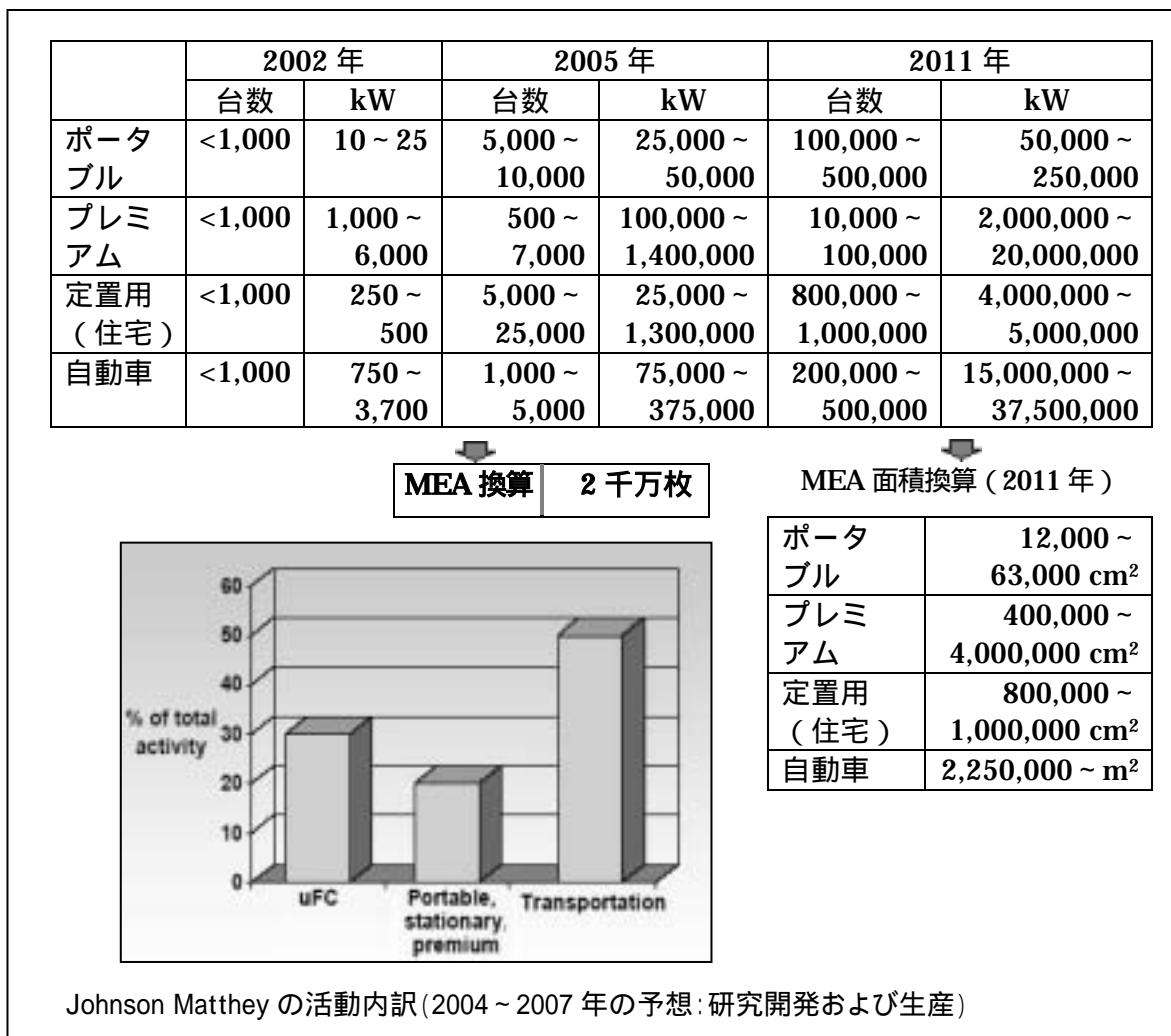 2002 年 2005 年 2011 年
台数 kW 台数 kW 台数 kW
ポータ <1,000 10 ~ 25 5,000 ~ 25,000 ~ 100,000 ~ 50,000 ~
ブル 10,000 50,000 500,000 250,000
プレミ <1,000 1,000 ~ 500 ~ 100,000 ~ 10,000 ~ 2,000,000 ~
アム 6,000 7,000 1,400,000 100,000 20,000,000
定置用 <1,000 250 ~ 5,000 ~ 25,000 ~ 800,000 ~ 4,000,000 ~
(住宅) 500 25,000 1,300,000 1,000,000 5,000,000
自動車 <1,000 750 ~ 1,000 ~ 75,000 ~ 200,000 ~ 15,000,000 ~
3,700 5,000 375,000 500,000 37,500,000
MEA 換算 2 千万枚
MEA 面積換算(2011 年)
ポータ 12,000 ~
ブル 63,000 cm²
プレミ 400,000 ~
アム 4,000,000 cm²
定置用 800,000 ~
(住宅) 1,000,000 cm²
自動車 2,250,000 ~ m²
60
50
40
% of total
activity
30
20
10
0
uFC Portable, Transportation
stationary,
premium
Johnson Matthey の活動内訳(2004 ~ 2007 年の予想:研究開発および生産)